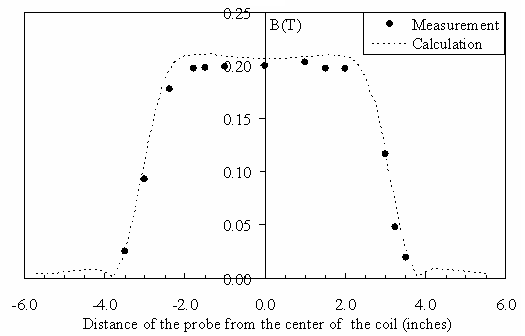 0.25
B(T)
Measurement
Calculation
0.20
0.15
0.10
0.05
0.00
-6.0 -4.0 -2.0 0.0 2.0 4.0 6.0
Distance of the probe from the center of the coil (inches)